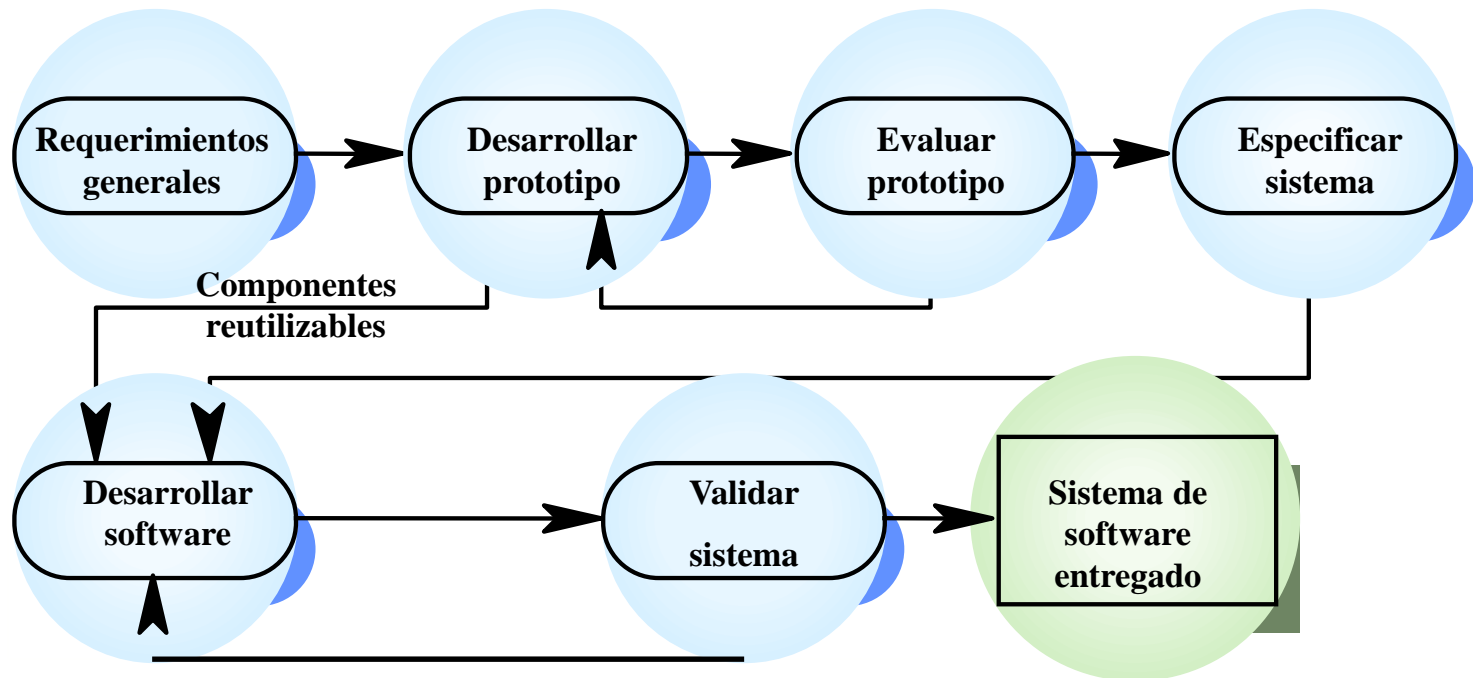 Requerimientos
generales
Desarrollar
prototipo
Evaluar
prototipo
Especificar
sistema
Componentes
reutilizables
Desarrollar
software
Validar
sistema
Sistema de
software
entregado